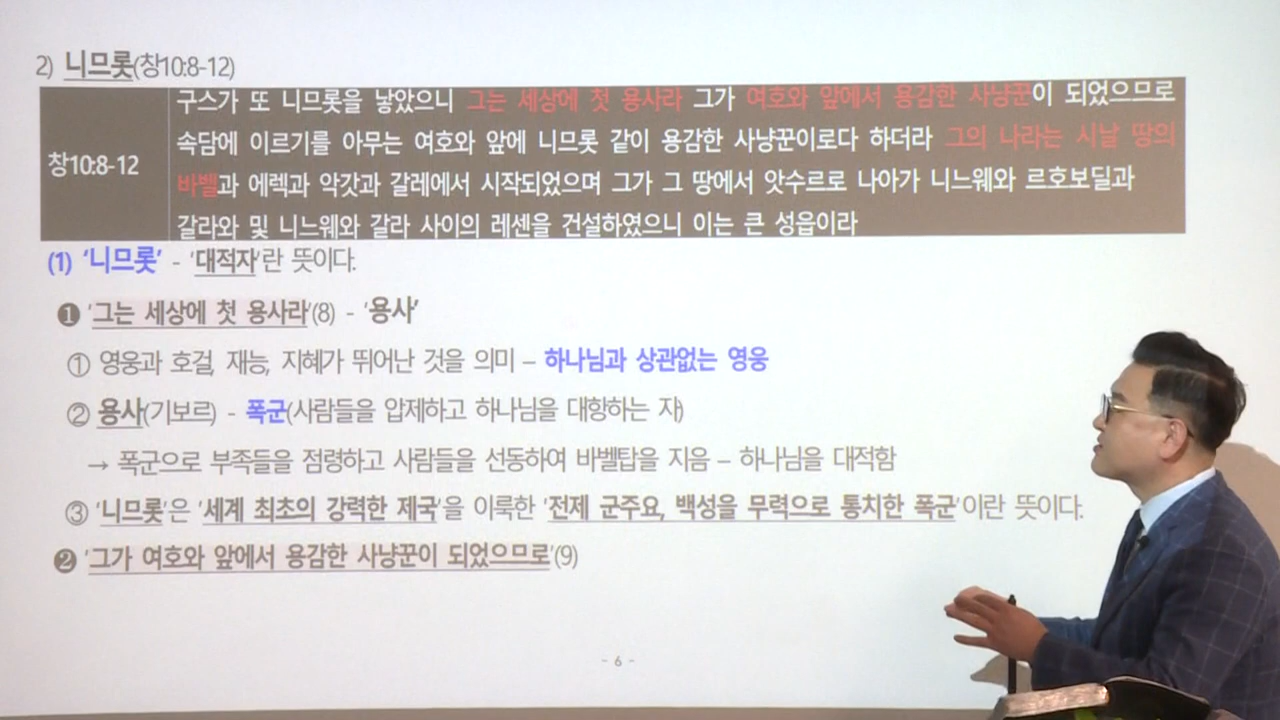 2) 니므롯(창10:8-12)
창10:8-12
구스가 또 니므롯을 낳았으니 그는 세상에 첫 용사라 그가 여호와 앞에서 용감한 사냥꾼이 되었으므로
속담에 이르기를 아무는 여호와 앞에 니므롯 같이 용감한 사냥꾼이로다 하더라 그의 나라는 시날 땅의
바벨과 에렉과 악갓과 갈레에서 시작되었으며 그가 그 땅에서 앗수르로 나아가 니느웨와 르호보딜과
갈라와 및 니느웨와 갈라 사이의 레센을 건설하였으니 이는 큰 성읍이라
(1) ‘니므롯’ - ‘대적자’란 뜻이다.
❶ ‘그는 세상에 첫 용사라’(8) - ‘용사’
① 영웅과 호걸, 재능, 지혜가 뛰어난 것을 의미 – 하나님과 상관없는 영웅
② 용사(기보르) - 폭군(사람들을 압제하고 하나님을 대항하는 자)
→ 폭군으로 부족들을 점령하고 사람들을 선동하여 바벨탑을 지음 – 하나님을 대적함
③ ‘니므롯’은 ‘세계 최초의 강력한 제국’을 이룩한 ‘전제 군주요, 백성을 무력으로 통치한 폭군’이란 뜻이다.
❷ ‘그가 여호와 앞에서 용감한 사냥꾼이 되었으므로’(9)
- 6 -